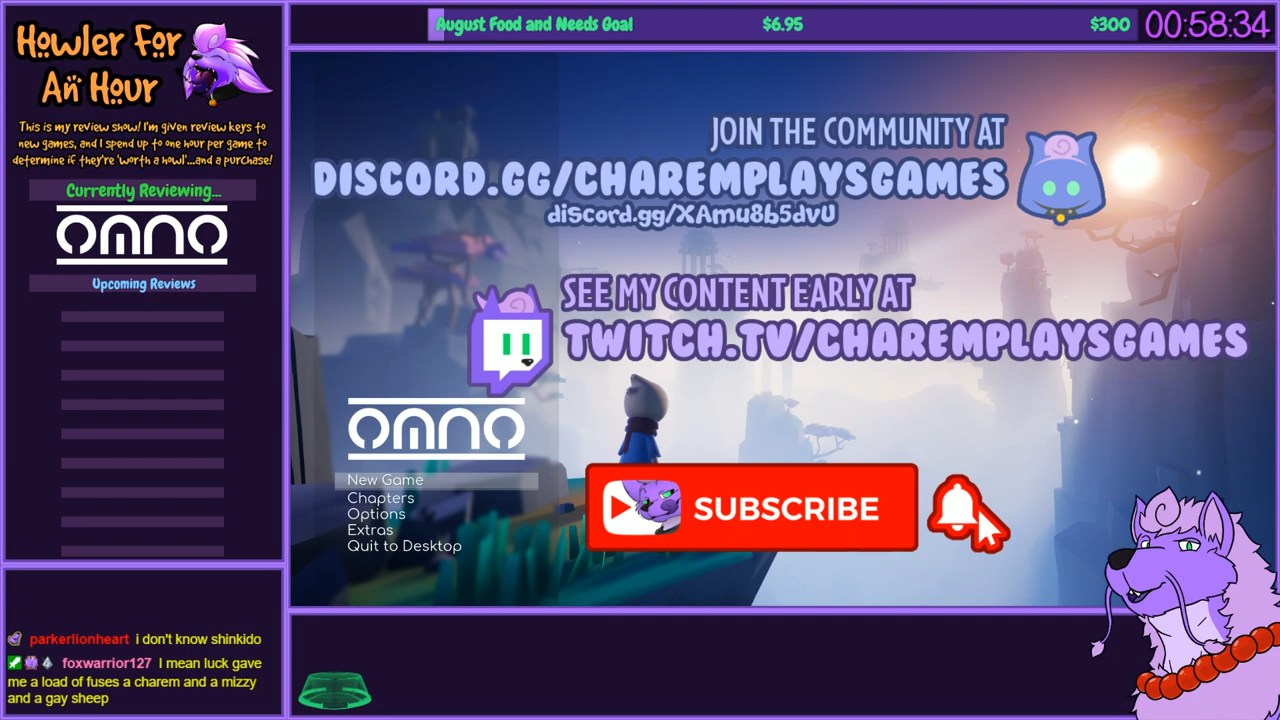 Howler For
An Hour
This is my review show! I'm given review keys to
new games, and I spend up to one hour per game to
determine if they're 'worth a howl'...and a purchase!
Currently Reviewing...
OMNO
Upcoming Reviews
August Food and Needs Goal
$6.95
$300
00:58:34
JOIN THE COMMUNITY AT
DISCORD.GG/CHAREMPLAYSGAMES
discord.gg/XAmu8b5dvU
SEE MY CONTENT EARLY AT
TWITCH.TV/CHAREMPLAYSGAMES
OMNO
New Game
Chapters
Options
Extras
Quit to Desktop
SUBSCRIBE
parkerlionheart i don't know shinkido
foxwarrior127 I mean luck gave
me a load of fuses a charem and a mizzy
and a gay sheep